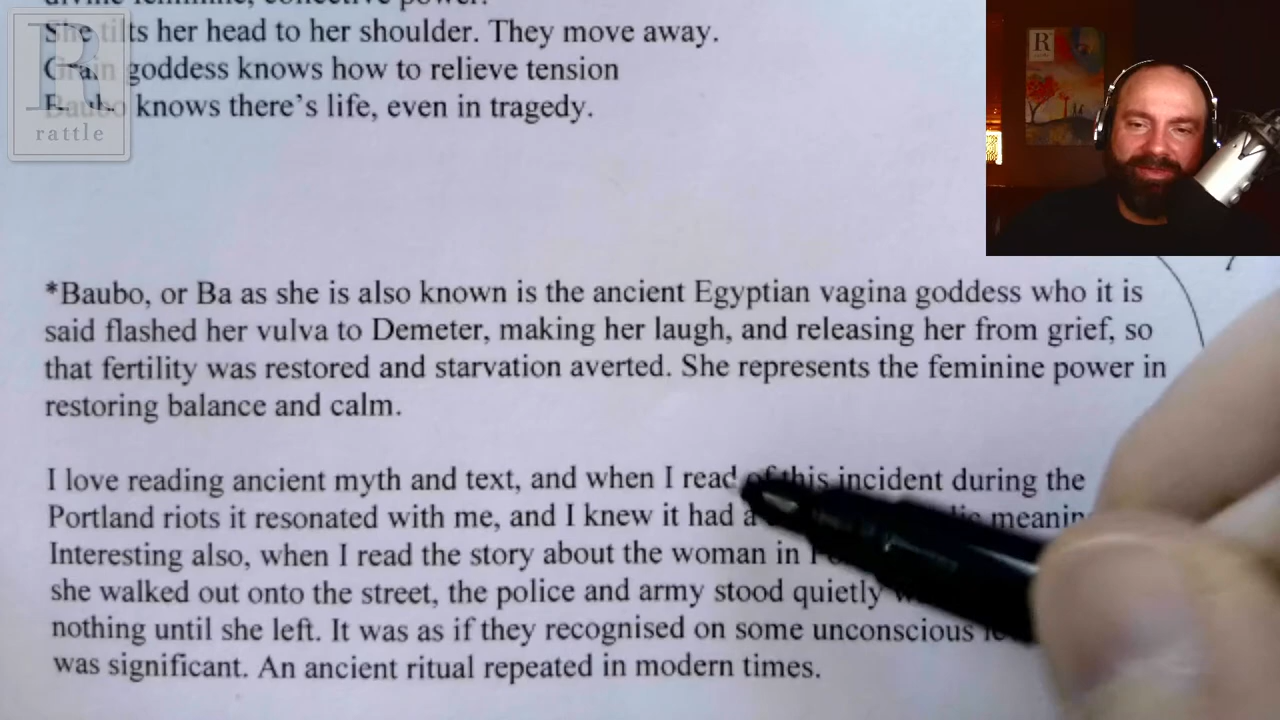 divine feminine, collective power.
She tilts her head to her shoulder. They move away.
Grain goddess knows how to relieve tension
Baubo knows there's life, even in tragedy.
R
rattle
R
*Baubo, or Ba as she is also known is the ancient Egyptian vagina goddess who it is
said flashed her vulva to Demeter, making her laugh, and releasing her from grief, so
that fertility was restored and starvation averted. She represents the feminine power in
restoring balance and calm.
I love reading ancient myth and text, and when I read of this incident during the
Portland riots it resonated with me, and I knew it had a
Interesting also, when I read the story about the woman in
she walked out onto the street, the police and army stood quietly
nothing until she left. It was as if they recognised on some unconscious
was significant. An ancient ritual repeated in modern times.